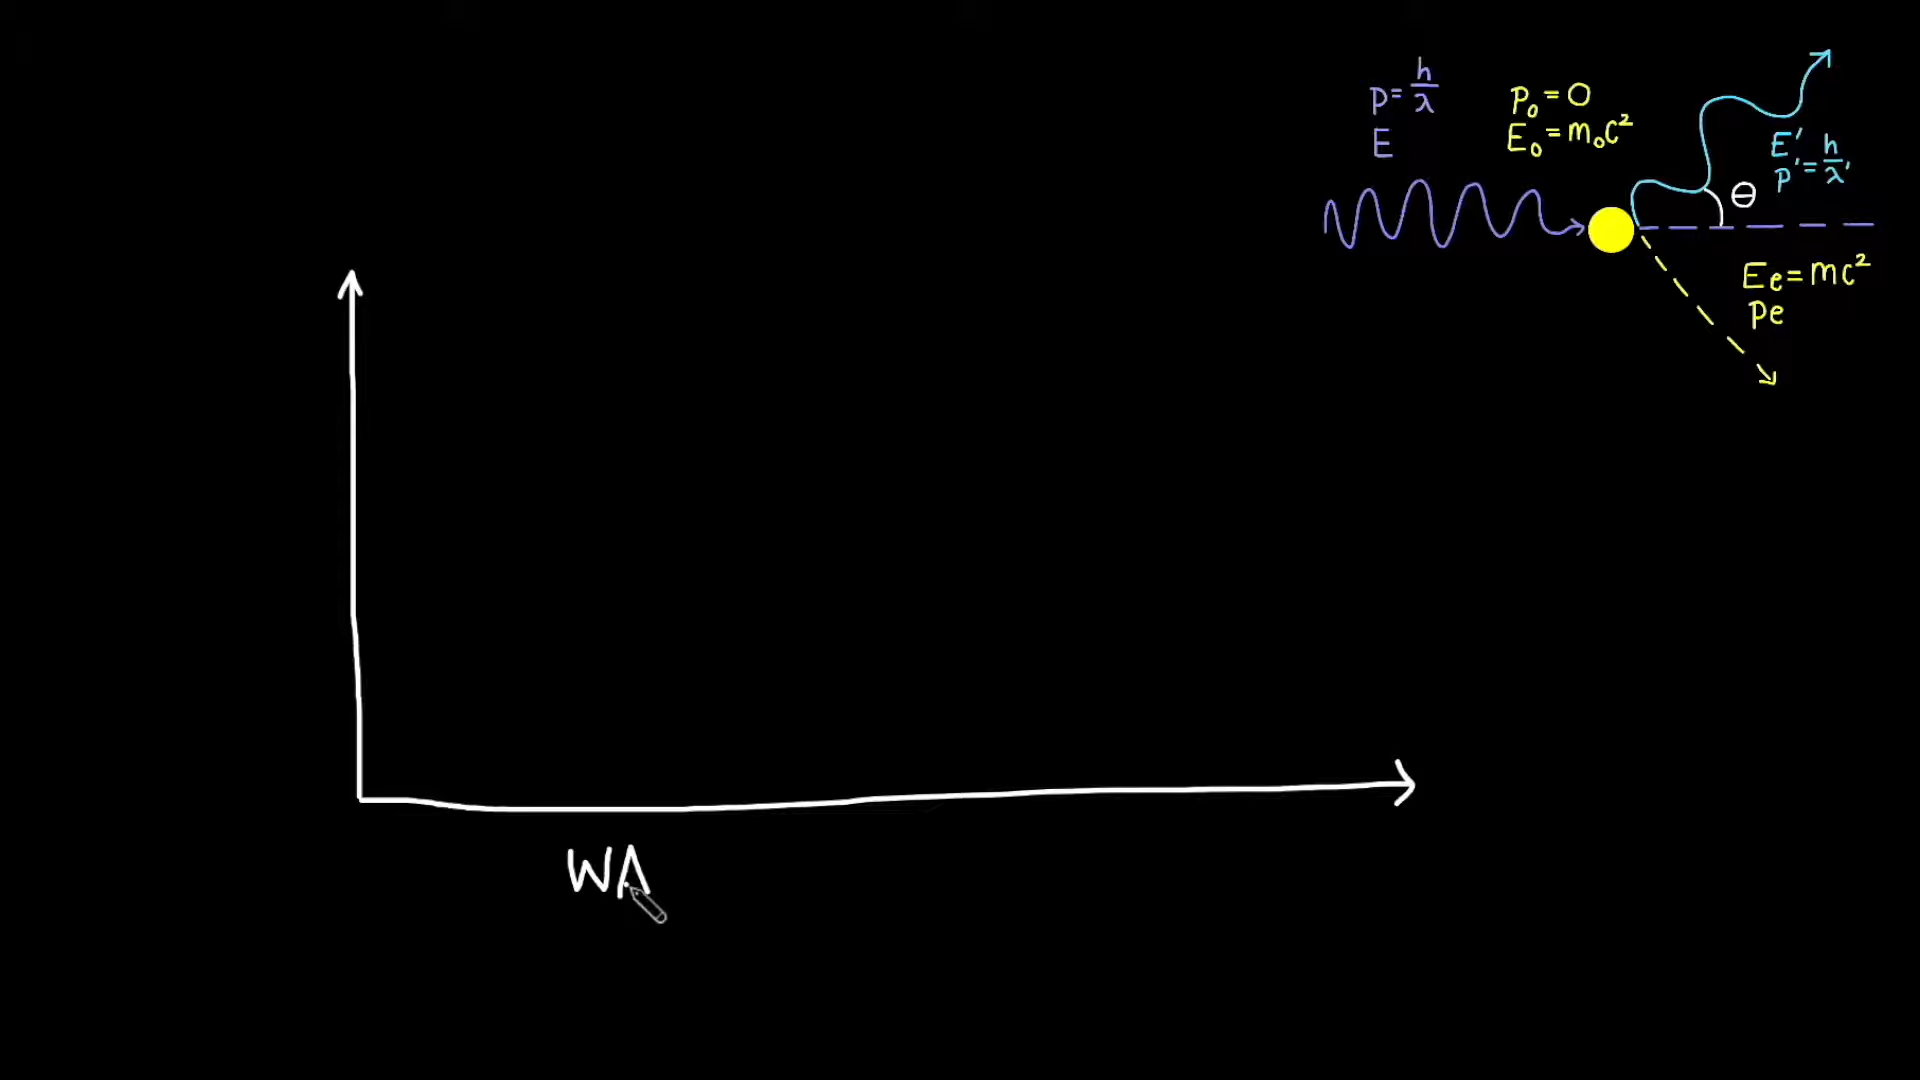 p=h/λ
E
p₀=0
E₀=m₀c²
E'
p'=h/λ'
θ
Ee=mc²
pe
WA